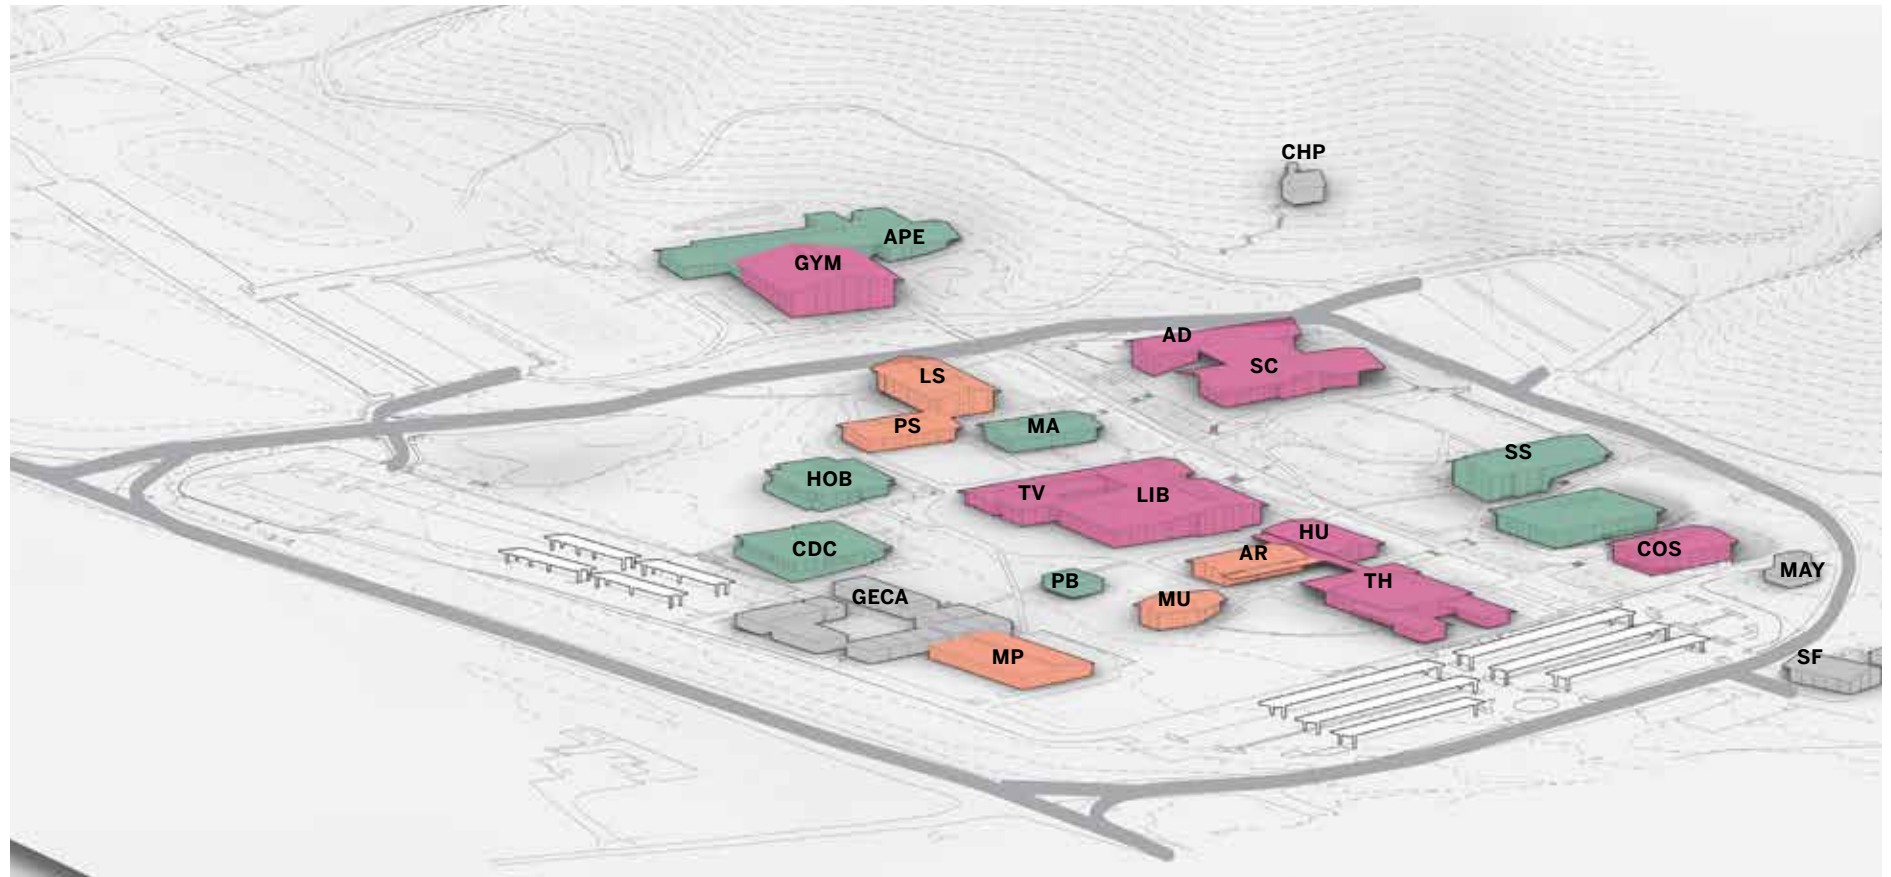 CHP
APE
GYM
AD
SC
LS
PS
MA
SS
HOB
TV
LIB
HU
COS
CDC
AR
MAY
PB
TH
GECA
MU
MP
SF